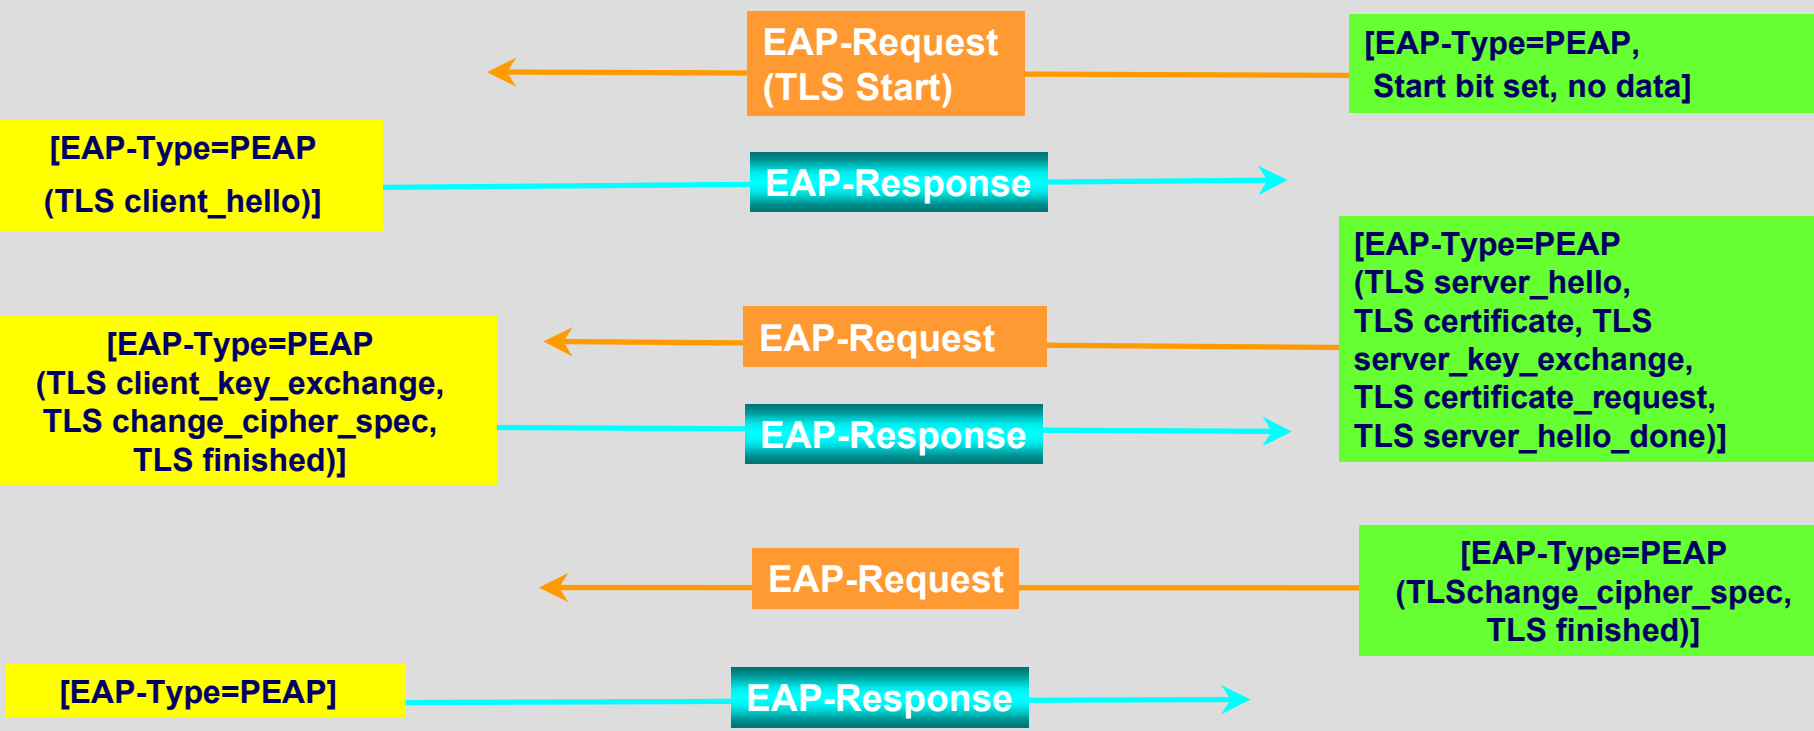 EAP-Request
(TLS Start)
[EAP-Type=PEAP,
Start bit set, no data]
[EAP-Type=PEAP
(TLS client_hello)]
EAP-Response
[EAP-Type=PEAP
(TLS server_hello,
TLS certificate, TLS
server_key_exchange,
TLS certificate_request,
TLS server_hello_done)]
EAP-Request
[EAP-Type=PEAP
(TLS client_key_exchange,
TLS change_cipher_spec,
TLS finished)]
EAP-Response
EAP-Request
[EAP-Type=PEAP
(TLSchange_cipher_spec,
TLS finished)]
[EAP-Type=PEAP]
EAP-Response